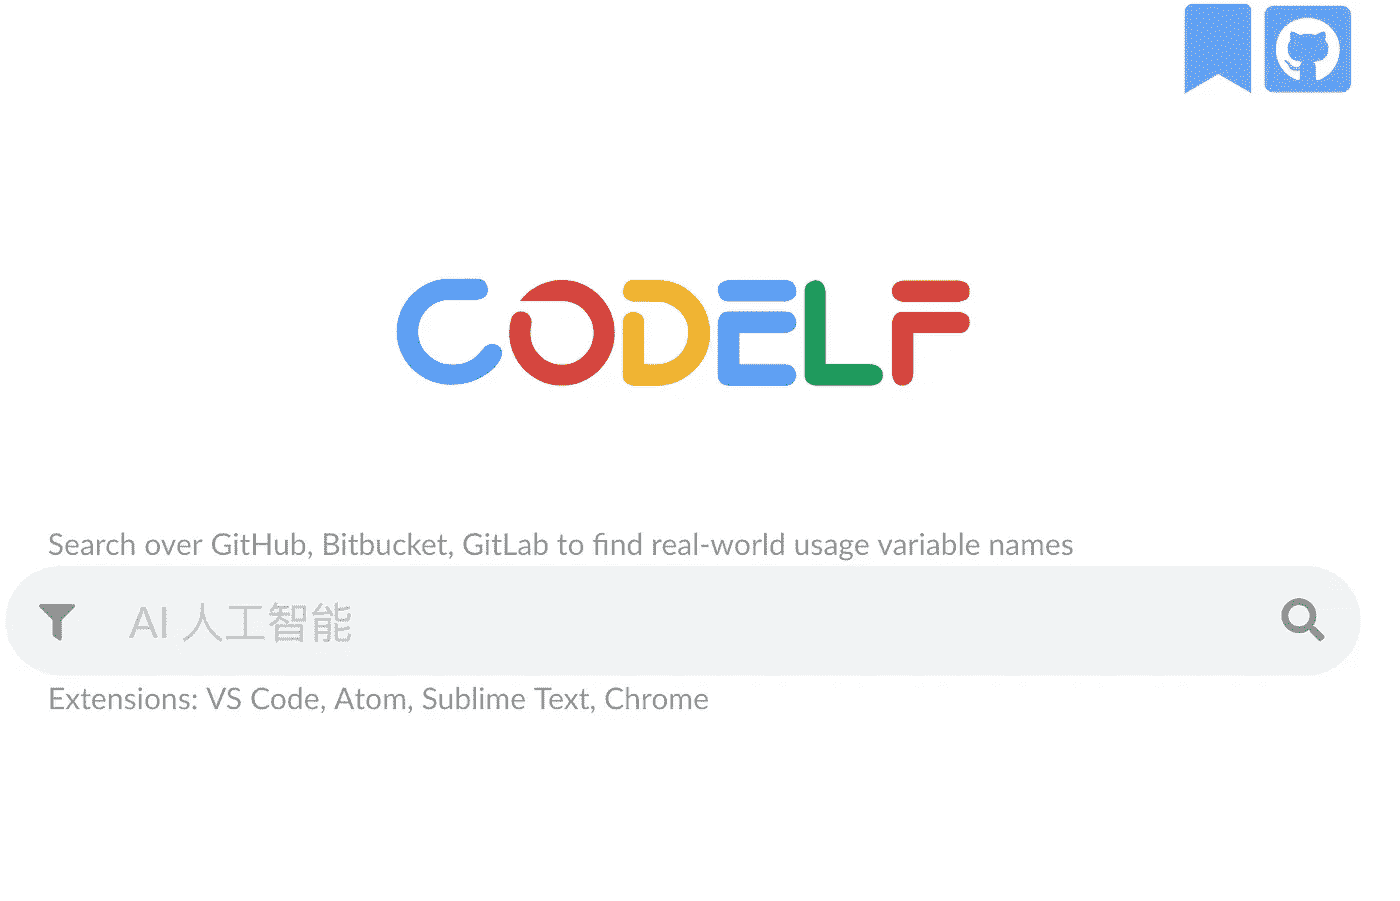 CODELF
Search over GitHub, Bitbucket, GitLab to find real-world usage variable names
AI 人工智能
Extensions: VS Code, Atom, Sublime Text, Chrome